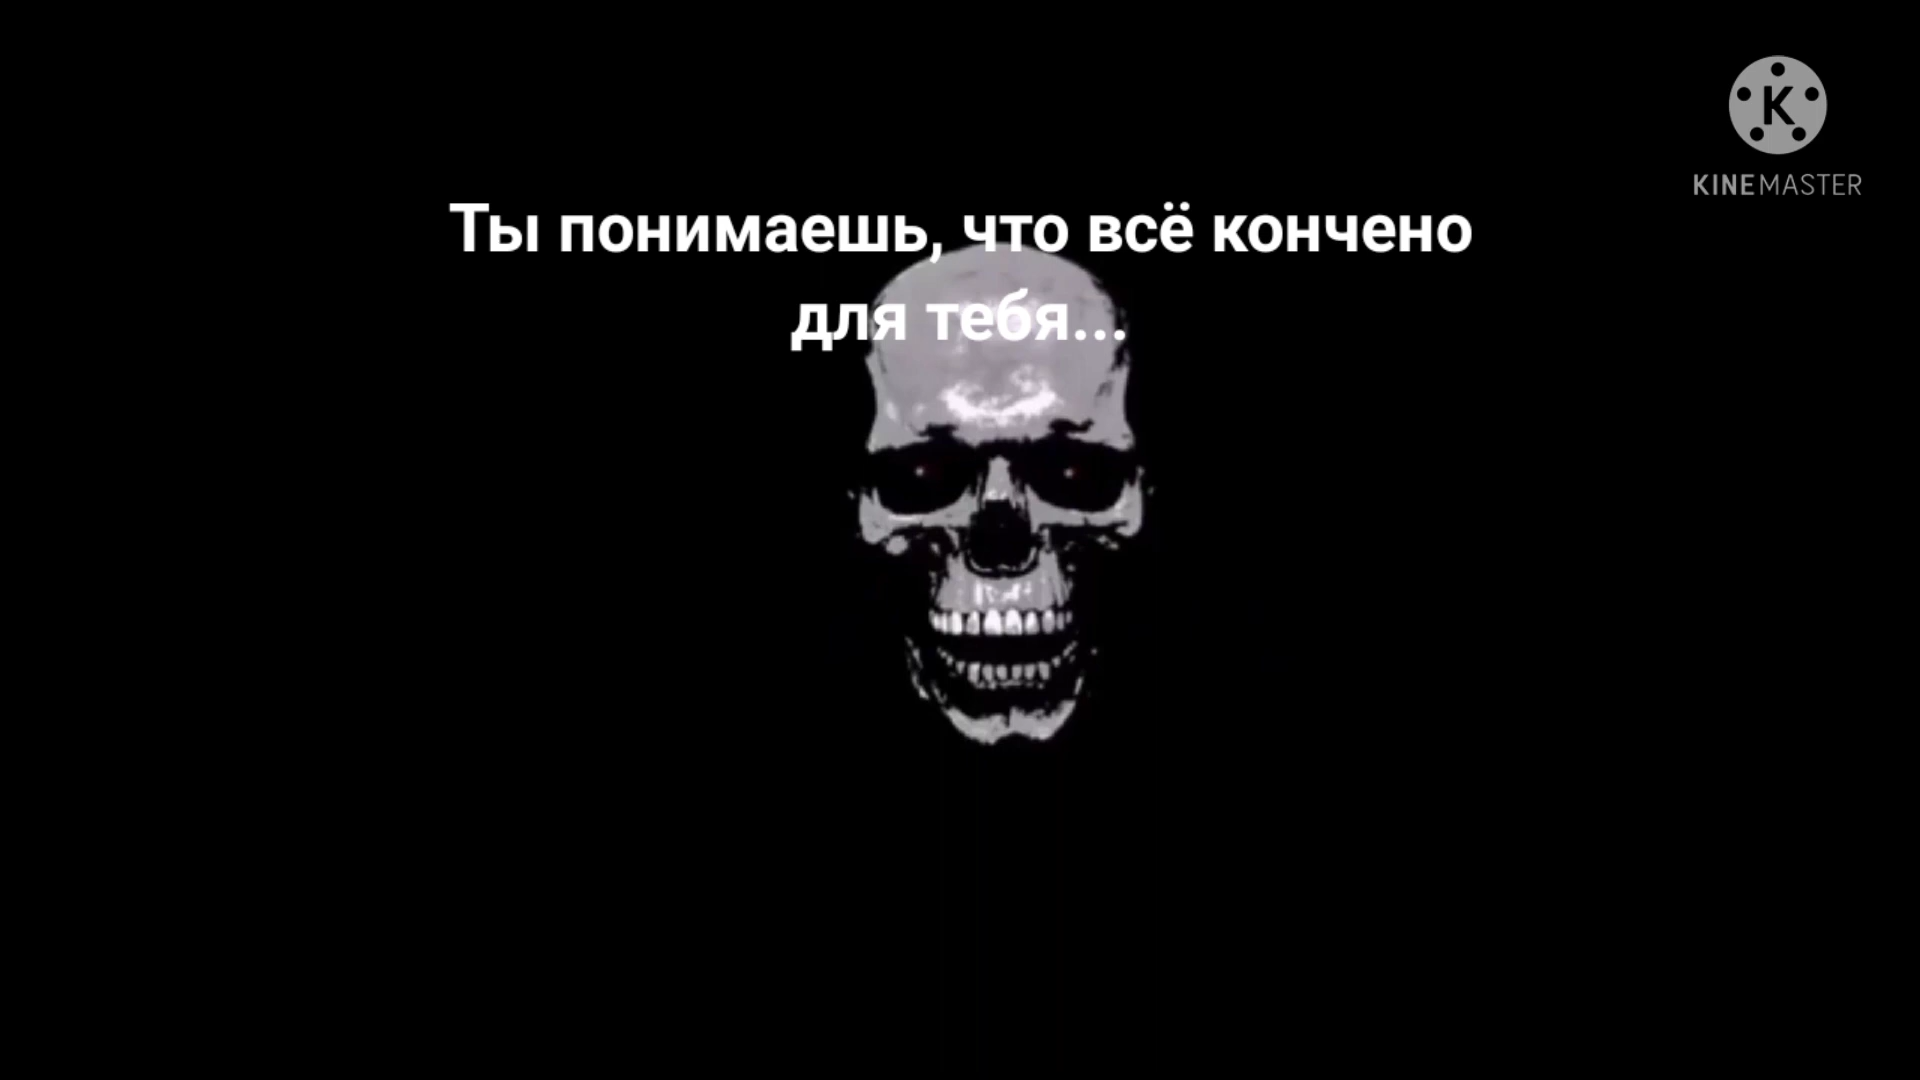 Ты понимаешь, что всё кончено
для тебя...
K
KINEMASTER